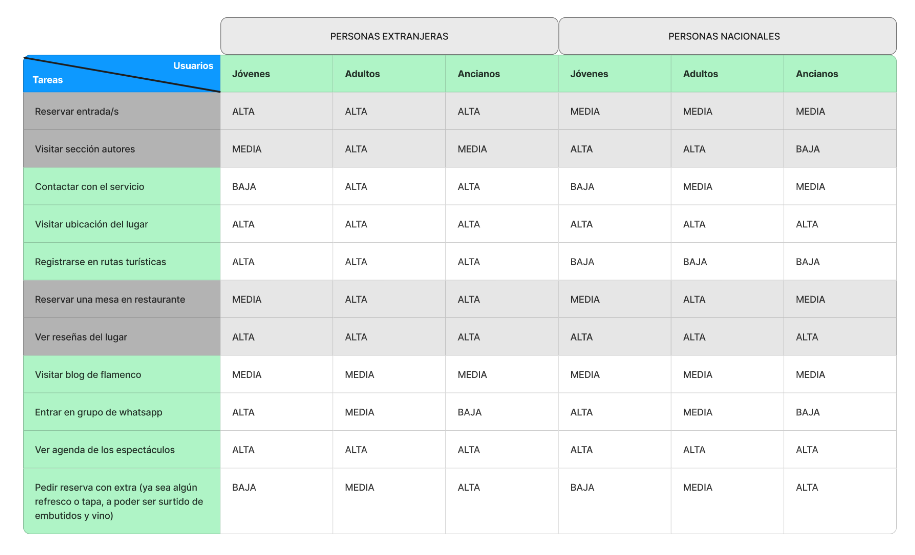 PERSONAS EXTRANJERAS PERSONAS NACIONALES
Usuarios
Tareas
Jóvenes Adultos Ancianos Jóvenes Adultos Ancianos
Reservar entrada/s ALTA ALTA ALTA MEDIA MEDIA MEDIA
Visitar sección autores MEDIA ALTA MEDIA ALTA ALTA BAJA
Contactar con el servicio BAJA ALTA ALTA BAJA MEDIA MEDIA
Visitar ubicación del lugar ALTA ALTA ALTA ALTA ALTA ALTA
Registrarse en rutas turísticas ALTA ALTA ALTA BAJA BAJA BAJA
Reservar una mesa en restaurante MEDIA ALTA ALTA MEDIA ALTA MEDIA
Ver reseñas del lugar ALTA ALTA ALTA ALTA ALTA ALTA
Visitar blog de flamenco MEDIA MEDIA MEDIA MEDIA MEDIA MEDIA
Entrar en grupo de whatsapp ALTA MEDIA BAJA ALTA MEDIA BAJA
Ver agenda de los espectáculos ALTA ALTA ALTA ALTA ALTA ALTA
Pedir reserva con extra (ya sea algún BAJA MEDIA ALTA BAJA MEDIA ALTA
refresco o tapa, a poder ser surtido de
embutidos y vino)